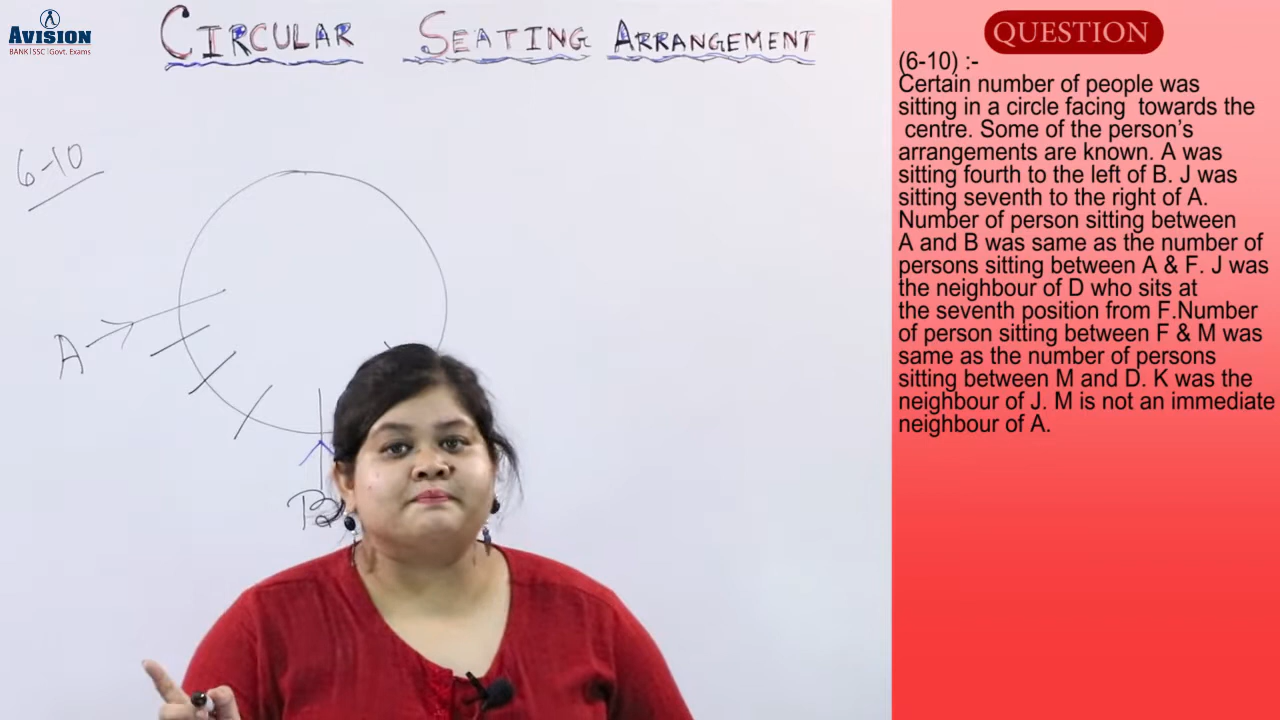 AVISION
BANK|SSC|Govt. Exams
CIRCULAR SEATING ARRANGEMENT
6-10
A
B
QUESTION
(6-10) :-
Certain number of people was
sitting in a circle facing towards the
centre. Some of the person's
arrangements are known. A was
sitting fourth to the left of B. J was
sitting seventh to the right of A.
Number of person sitting between
A and B was same as the number of
persons sitting between A & F. J was
the neighbour of D who sits at
the seventh position from F.Number
of person sitting between F & M was
same as the number of persons
sitting between M and D. K was the
neighbour of J. M is not an immediate
neighbour of A.